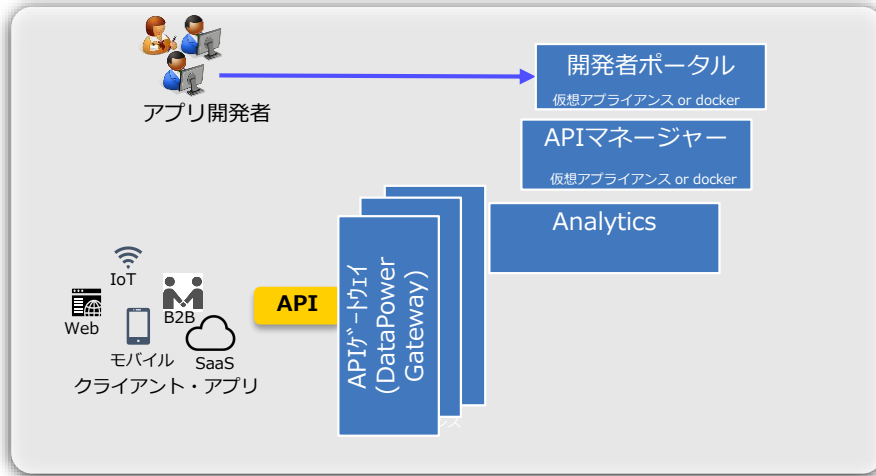 アプリ開発者
開発者ポータル
仮想アプライアンス or docker
APIマネージャー
仮想アプライアンス or docker
Analytics
IoT
Web
B2B
モバイル
SaaS
クライアント・アプリ
API
APIｹﾞｰﾄｳｪｲ
(DataPower
Gateway)